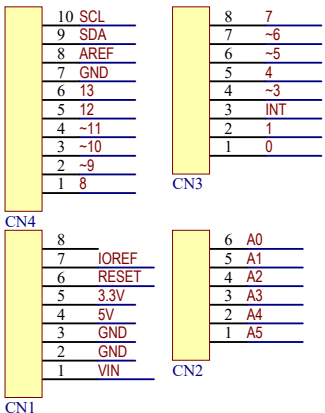 10 SCL
9 SDA
8 AREF
7 GND
6 13
5 12
4 ~11
3 ~10
2 ~9
1 8
CN4
8 7
7 ~6
6 ~5
5 4
4 ~3
3 INT
2 1
1 0
CN3
8
7 IOREF
6 RESET
5 3.3V
4 5V
3 GND
2 GND
1 VIN
CN1
6 A0
5 A1
4 A2
3 A3
2 A4
1 A5
CN2